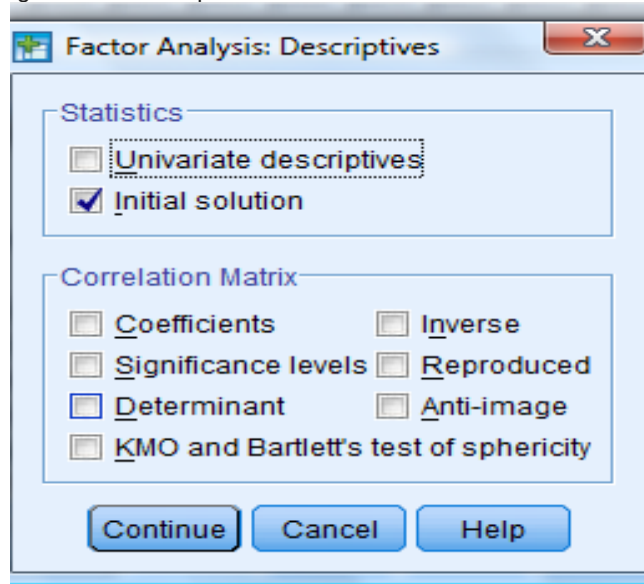 Factor Analysis: Descriptives
Statistics
Univariate descriptives
Initial solution
Correlation Matrix
Coefficients Inverse
Significance levels Reproduced
Determinant Anti-image
KMO and Bartlett's test of sphericity
Continue Cancel Help